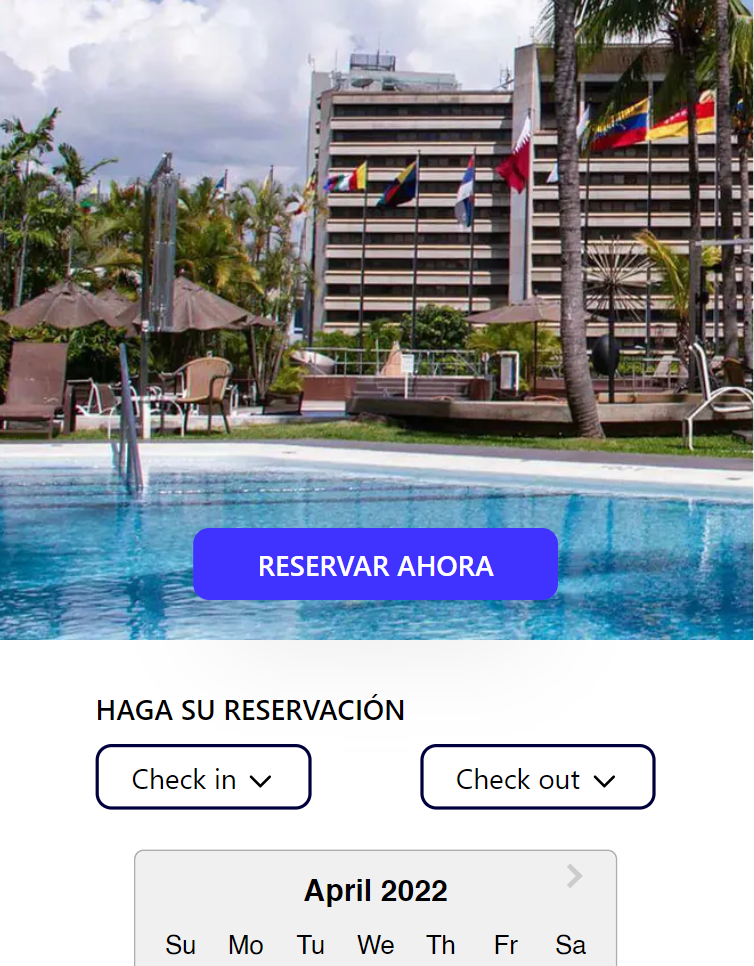 RESERVAR AHORA
HAGA SU RESERVACIÓN
Check in
Check out
April 2022
Su Mo Tu We Th Fr Sa